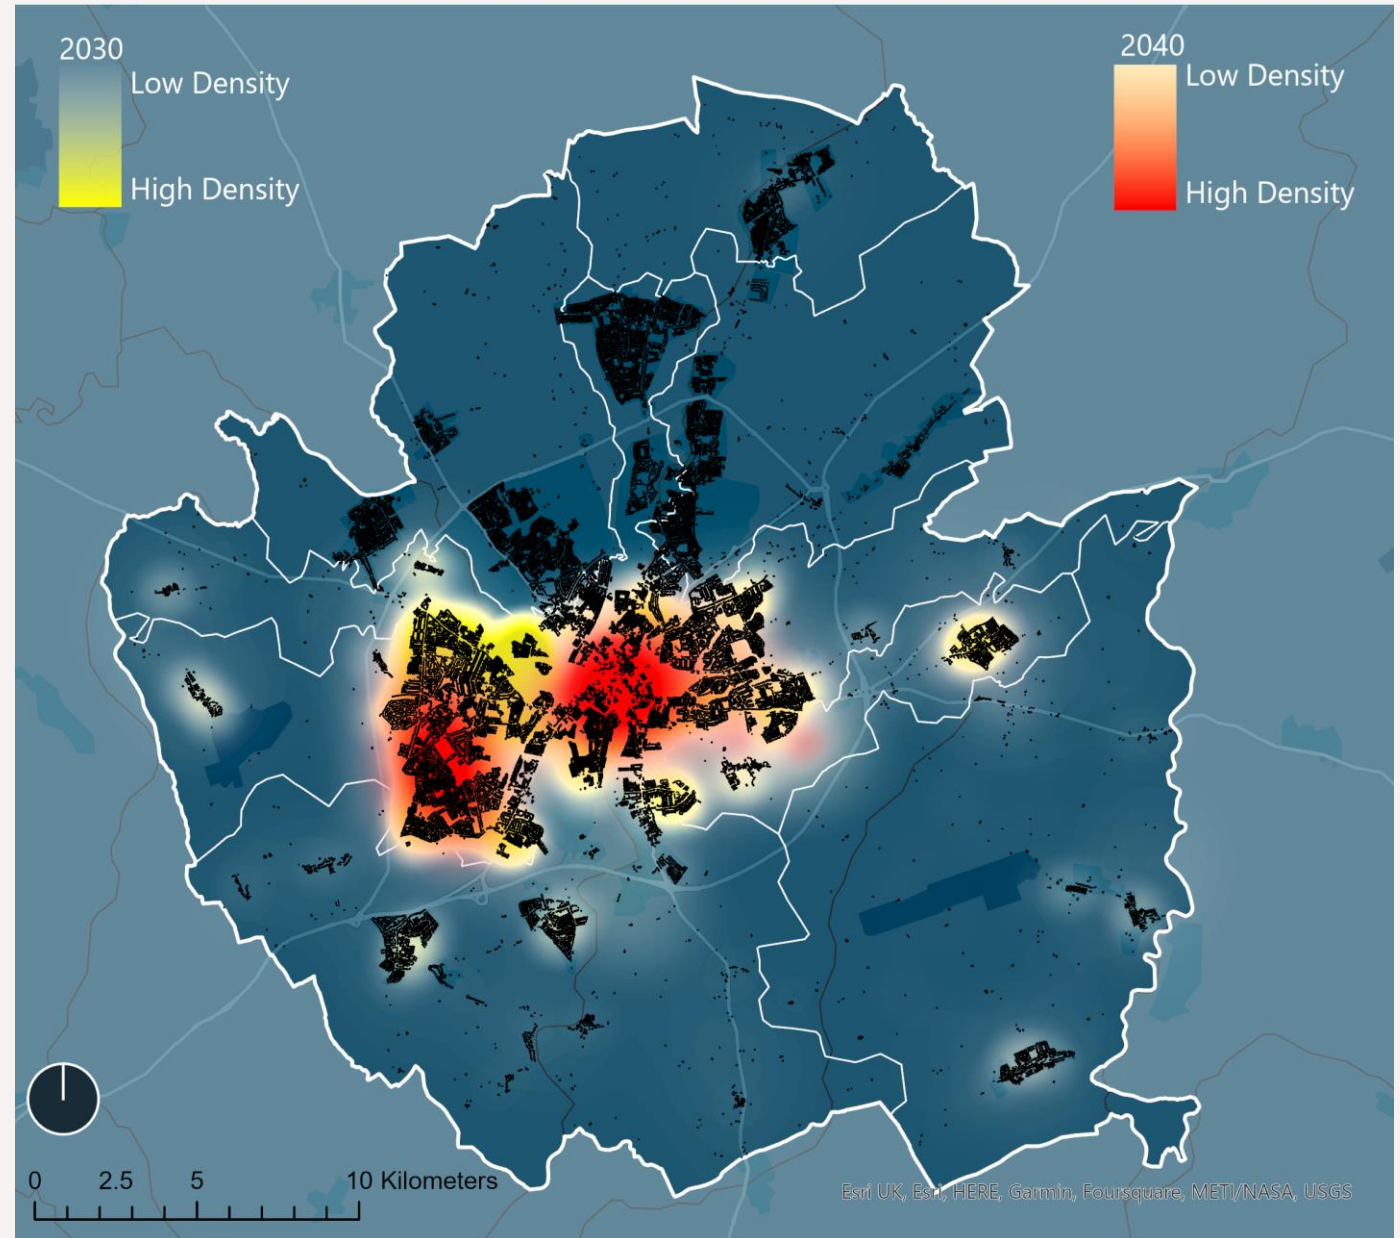 2030
Low Density
High Density
2040
Low Density
High Density
0 2.5 5 10 Kilometers
Esri UK, Esri, HERE, Garmin, Foursquare, METI/NASA, USGS